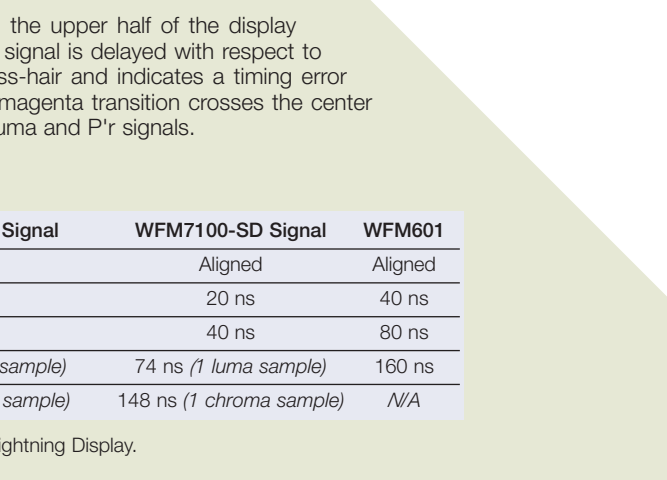 the upper half of the display
signal is delayed with respect to
ss-hair and indicates a timing error
magenta transition crosses the center
uma and P'r signals.
Signal WFM7100-SD Signal WFM601
Aligned Aligned
20 ns 40 ns
40 ns 80 ns
sample) 74 ns (1 luma sample) 160 ns
sample) 148 ns (1 chroma sample) N/A
ightning Display.